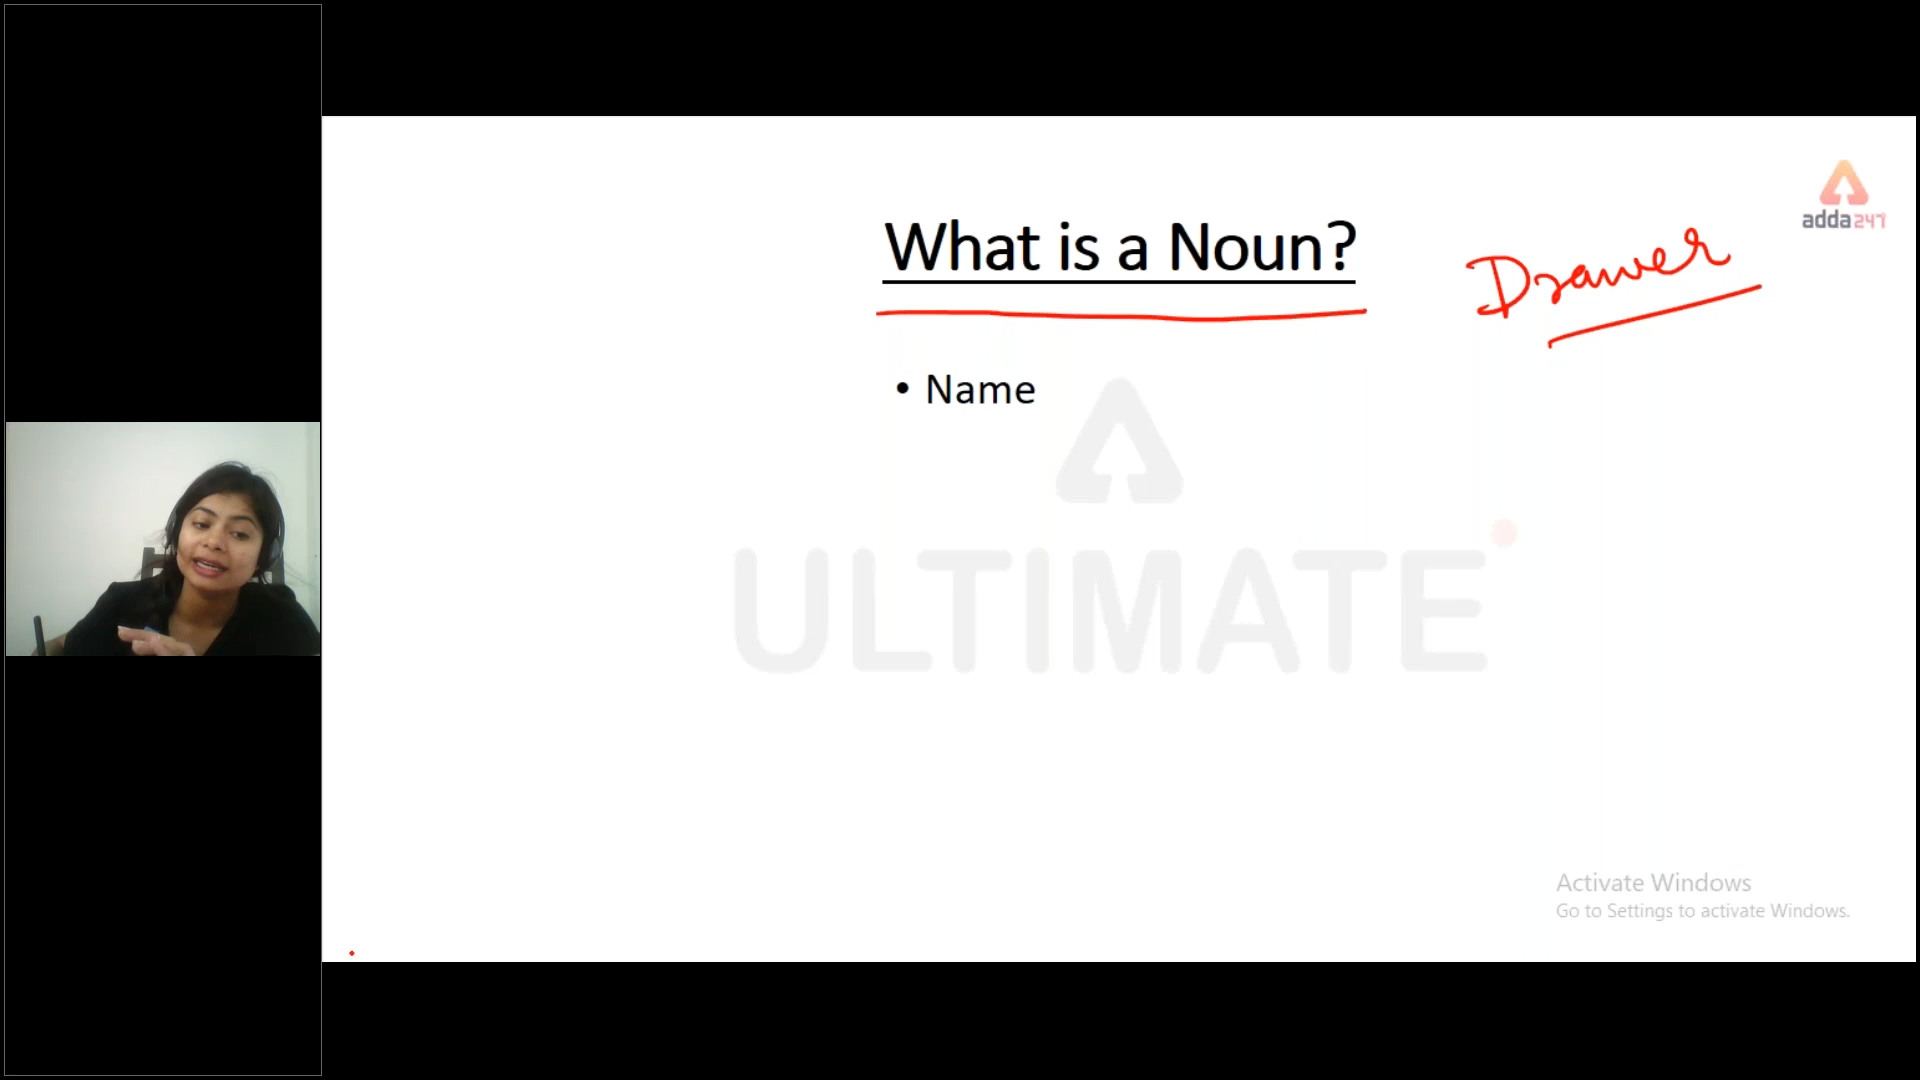 adda247
What is a Noun?
Drawer
• Name
ULTIMATE
Activate Windows
Go to Settings to activate Windows.